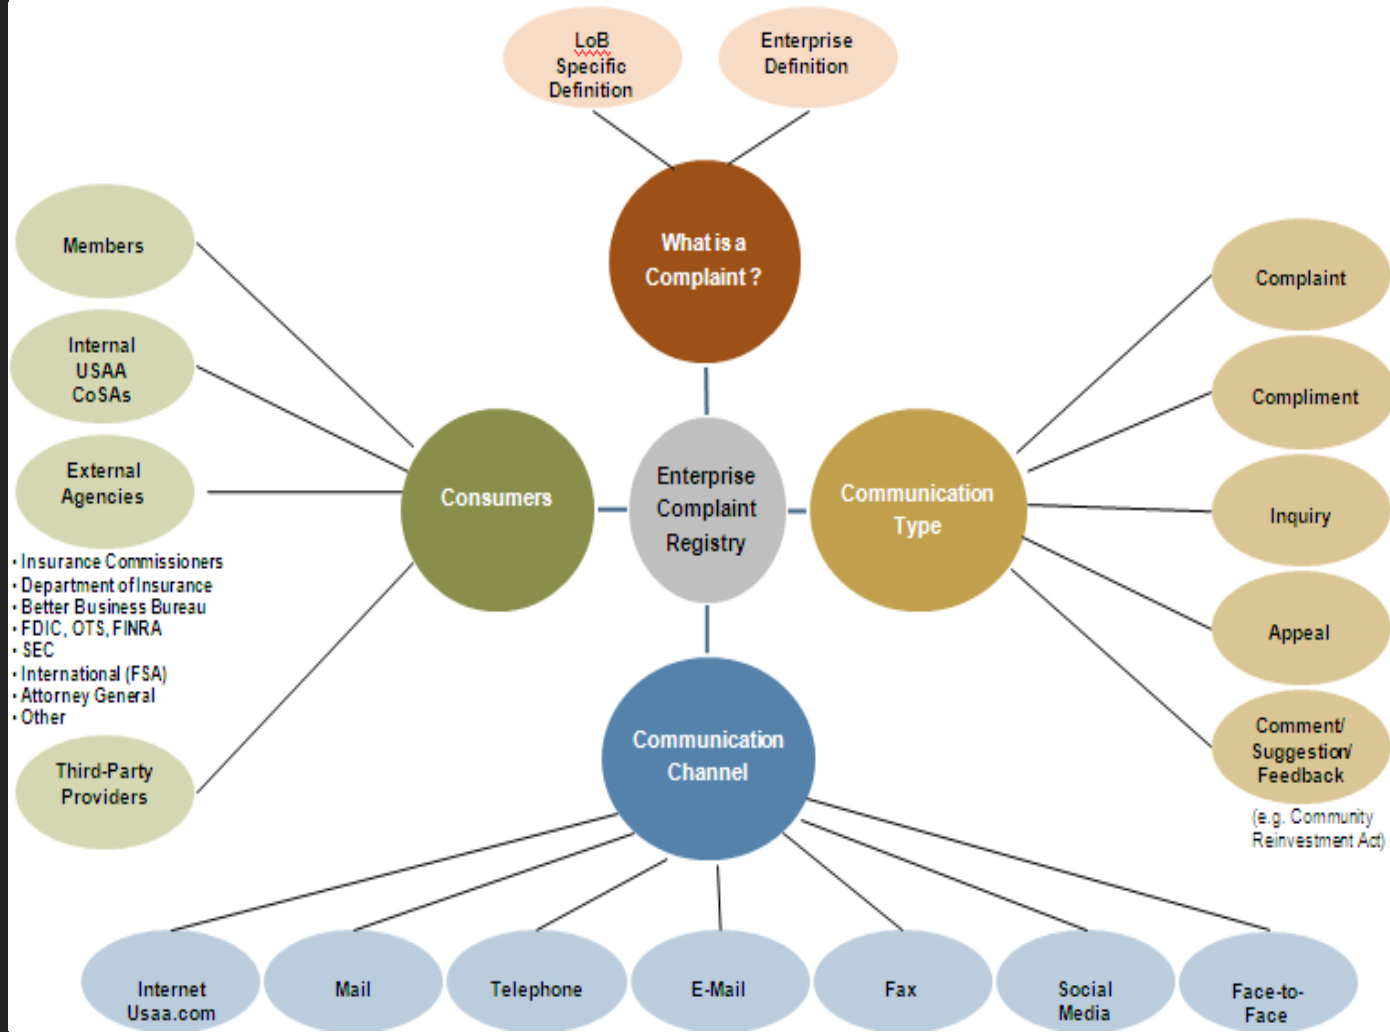 LoB
Specific
Definition
Enterprise
Definition
What is a
Complaint ?
Members
Internal
USAA
CoSAs
External
Agencies
• Insurance Commissioners
• Department of Insurance
• Better Business Bureau
• FDIC, OTS, FINRA
• SEC
• International (FSA)
• Attorney General
• Other
Third-Party
Providers
Consumers
Enterprise
Complaint
Registry
Communication
Type
Complaint
Compliment
Inquiry
Appeal
Comment/
Suggestion/
Feedback
(e.g. Community
Reinvestment Act)
Communication
Channel
Internet
Usaa.com
Mail
Telephone
E-Mail
Fax
Social
Media
Face-to-
Face